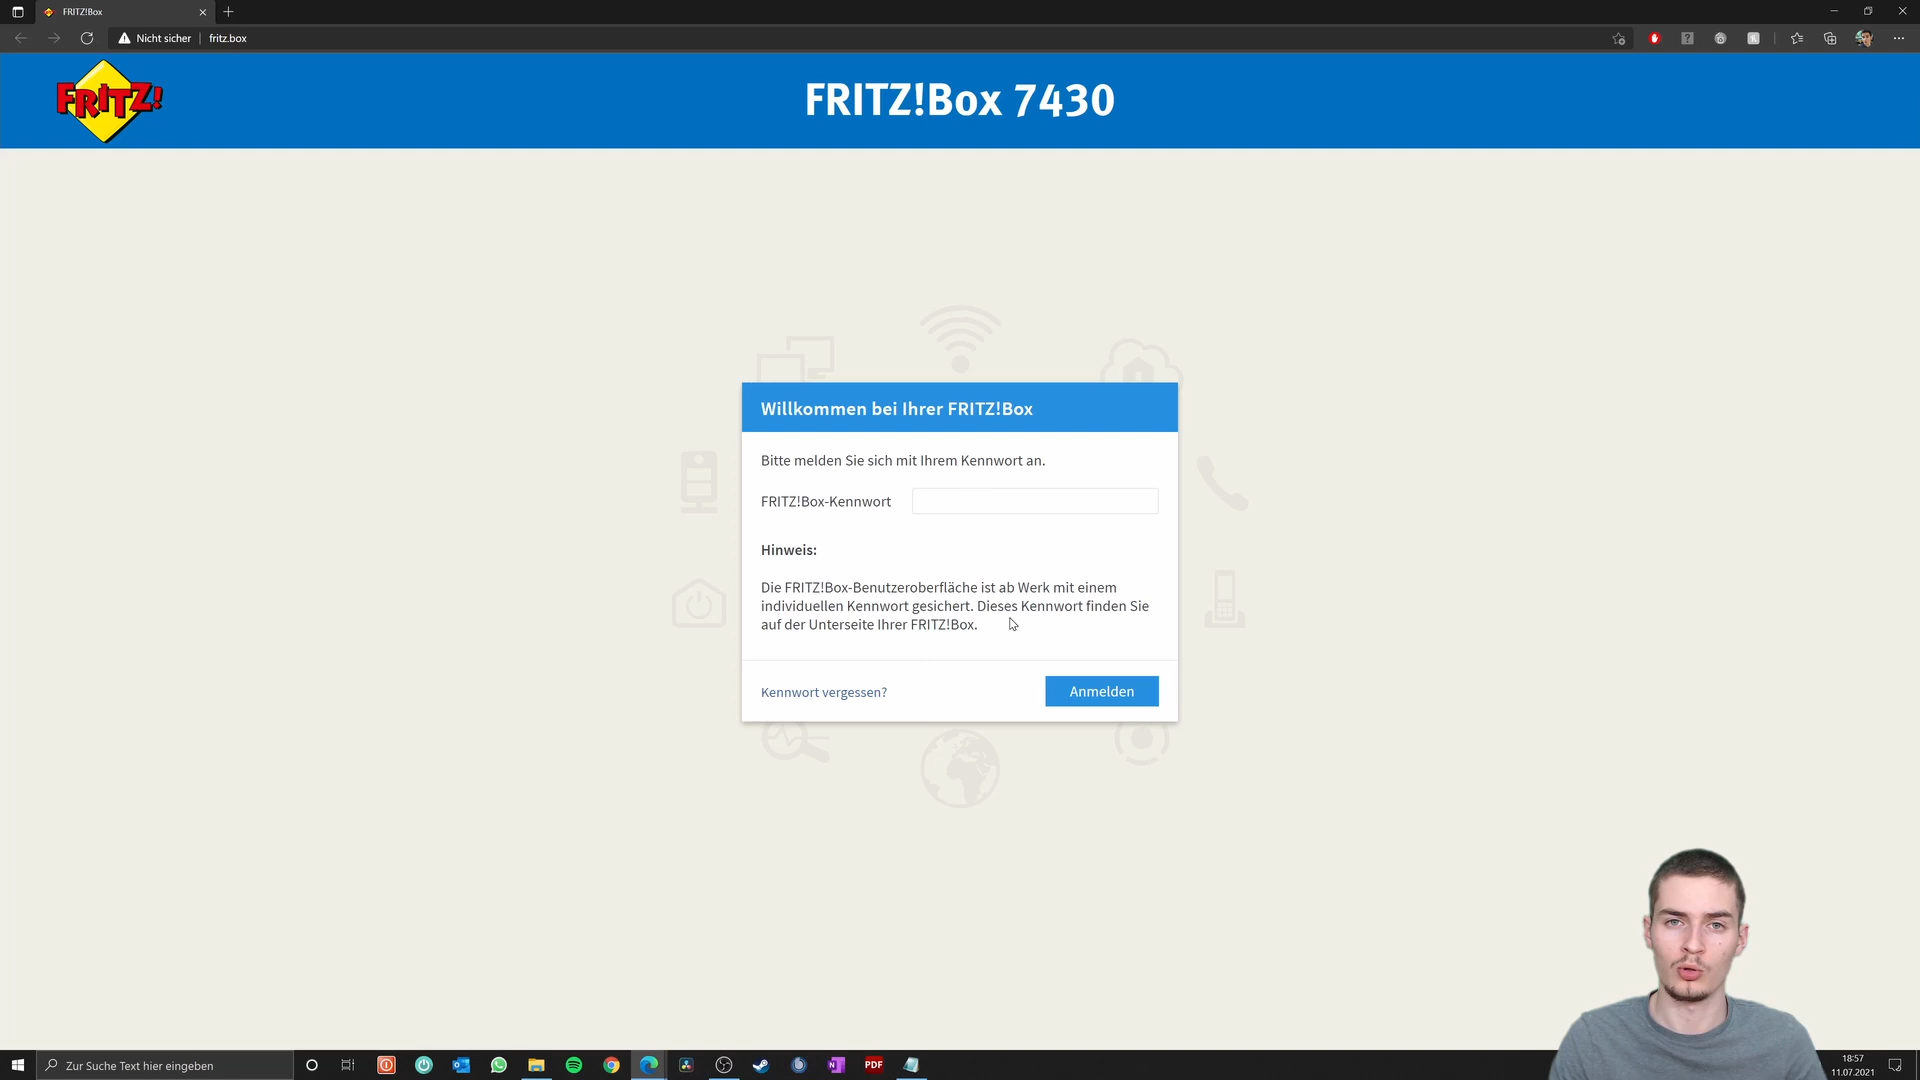 FRITZ!Box
Nicht sicher
fritz.box
FRITZ!
FRITZ!Box 7430
Willkommen bei Ihrer FRITZ!Box
Bitte melden Sie sich mit Ihrem Kennwort an.
FRITZ!Box-Kennwort
Hinweis:
Die FRITZ!Box-Benutzeroberfläche ist ab Werk mit einem
individuellen Kennwort gesichert. Dieses Kennwort finden Sie
auf der Unterseite Ihrer FRITZ!Box.
Kennwort vergessen?
Anmelden
Zur Suche Text hier eingeben
PDF
18:57
11.07.2021